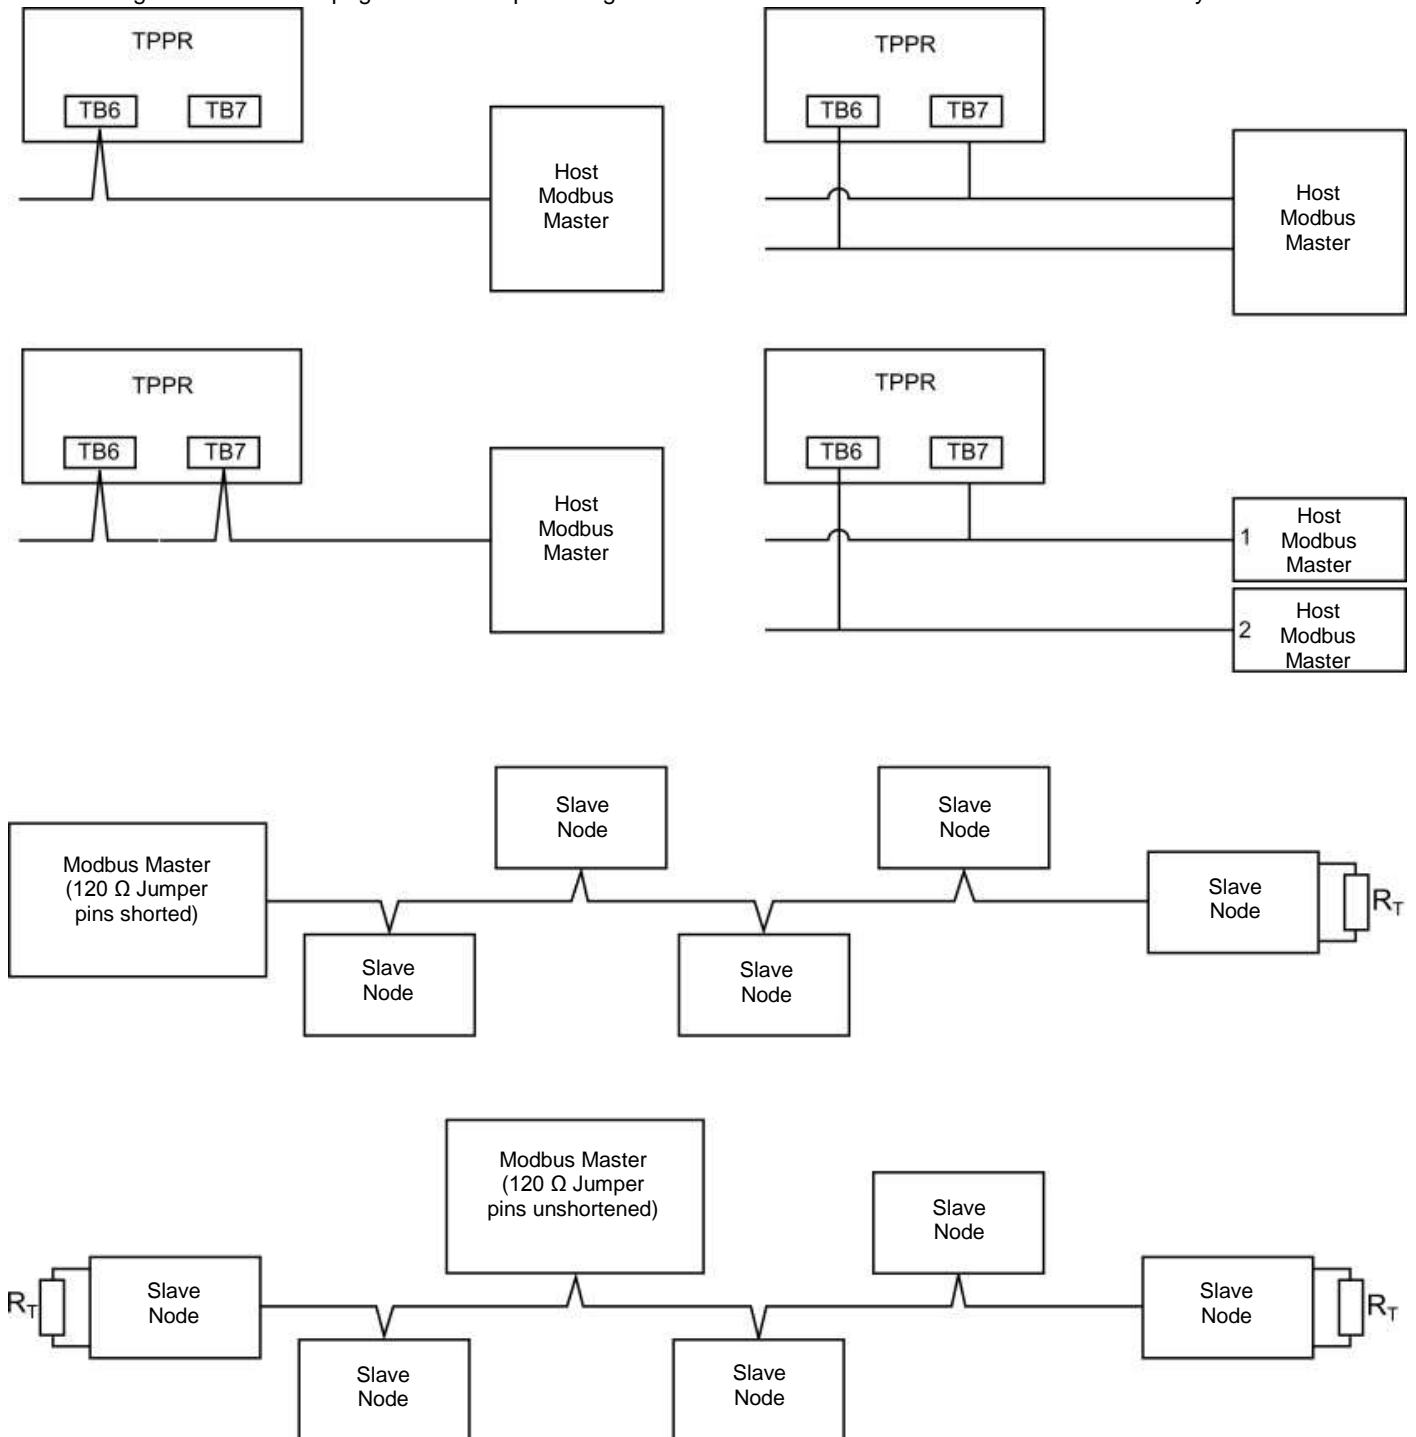 TPPR
TB6 TB7
Host
Modbus
Master
TPPR
TB6 TB7
Host
Modbus
Master
TPPR
TB6 TB7
Host
Modbus
Master
TPPR
TB6 TB7
1 Host
Modbus
Master
2 Host
Modbus
Master
Modbus Master
(120 Ω Jumper
pins shorted)
Slave
Node
Slave
Node
Slave
Node
Slave
Node
Slave
Node
RT
Modbus Master
(120 Ω Jumper
pins unshortened)
RT
Slave
Node
Slave
Node
Slave
Node
Slave
Node
Slave
Node
RT